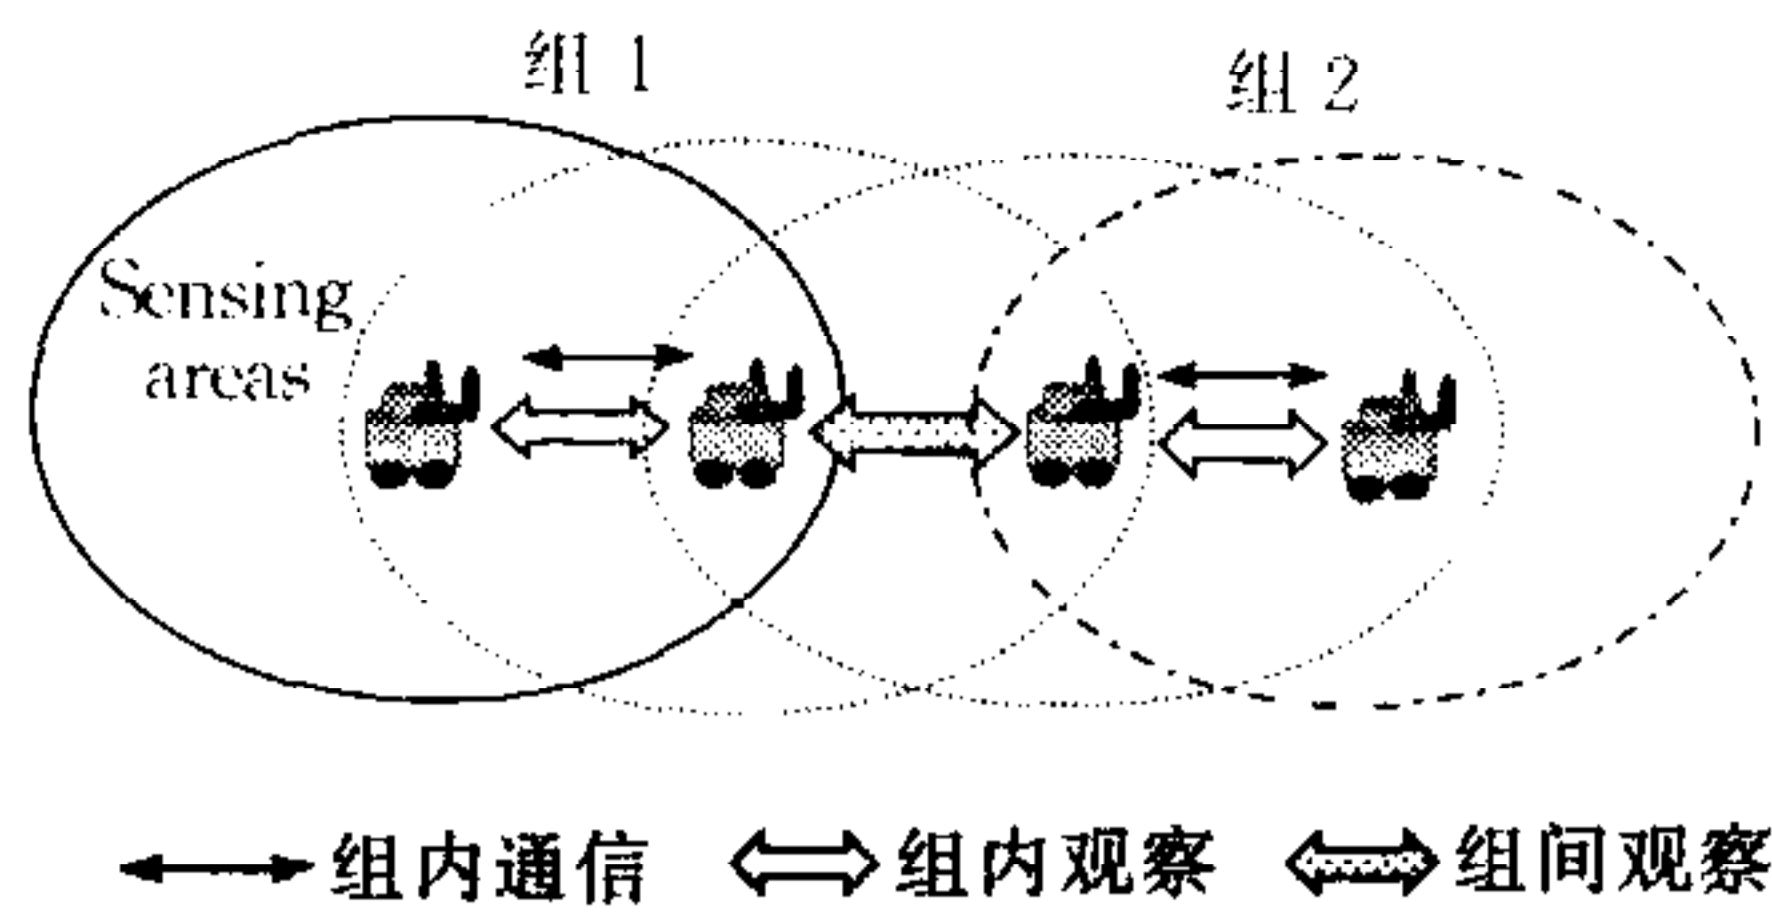 组 1
组 2
Sensing
areas
组内通信
组内观察
组间观察